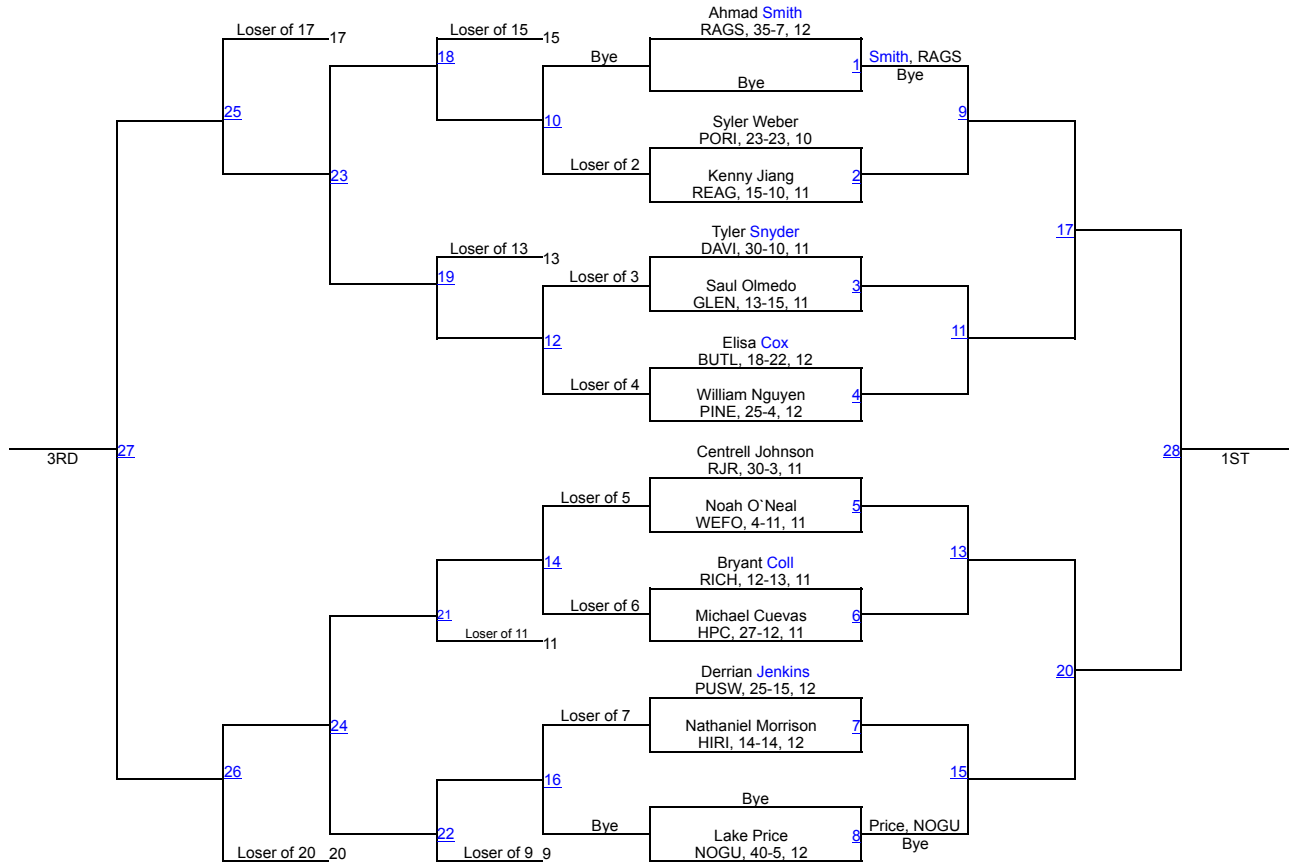 Ahmad Smith
RAGS, 35-7, 12
Loser of 17 17
Loser of 15 15
18
Bye
1
Smith, RAGS
Bye
Bye
25
10
9
Syler Weber
PORI, 23-23, 10
Loser of 2
Kenny Jiang
REAG, 15-10, 11
2
23
Tyler Snyder
DAVI, 30-10, 11
17
Loser of 13 13
19
Loser of 3
Saul Olmedo
GLEN, 13-15, 11
3
12
11
Elisa Cox
BUTL, 18-22, 12
Loser of 4
William Nguyen
PINE, 25-4, 12
4
3RD
27
28
1ST
Centrell Johnson
RJR, 30-3, 11
Loser of 5
Noah O`Neal
WEFO, 4-11, 11
5
14
13
Bryant Coll
RICH, 12-13, 11
Loser of 6
Michael Cuevas
HPC, 27-12, 11
6
21
Loser of 11 11
Derrian Jenkins
PUSW, 25-15, 12
20
Loser of 7
Nathaniel Morrison
HIRI, 14-14, 12
7
24
26
16
15
Bye
Bye
Lake Price
NOGU, 40-5, 12
8
Price, NOGU
Bye
22
Loser of 20 20
Loser of 9 9